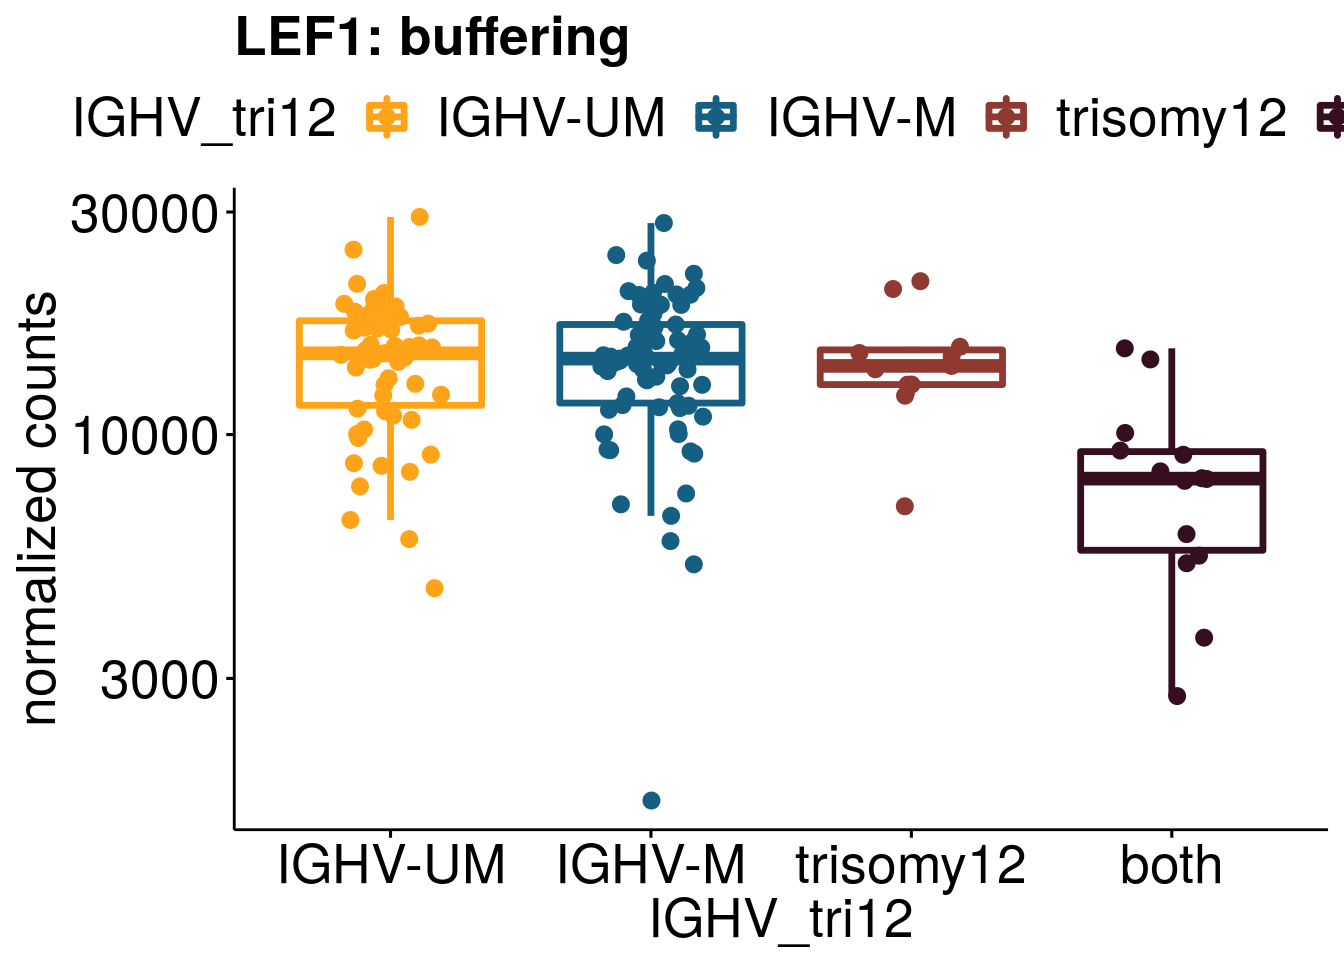 LEF1: buffering
IGHV_tri12 IGHV-UM IGHV-M trisomy12
30000
10000
3000
normalized counts
IGHV-UM IGHV-M trisomy12 both
IGHV_tri12